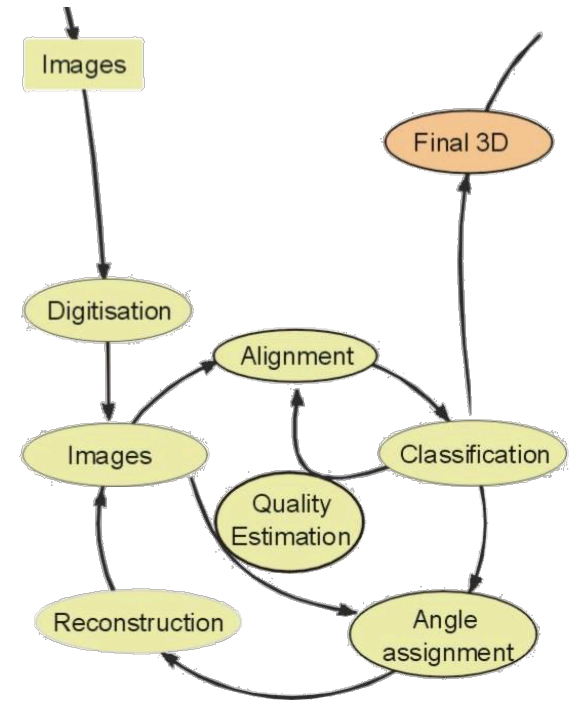 Images
Final 3D
Digitisation
Alignment
Images
Classification
Quality
Estimation
Reconstruction
Angle
assignment